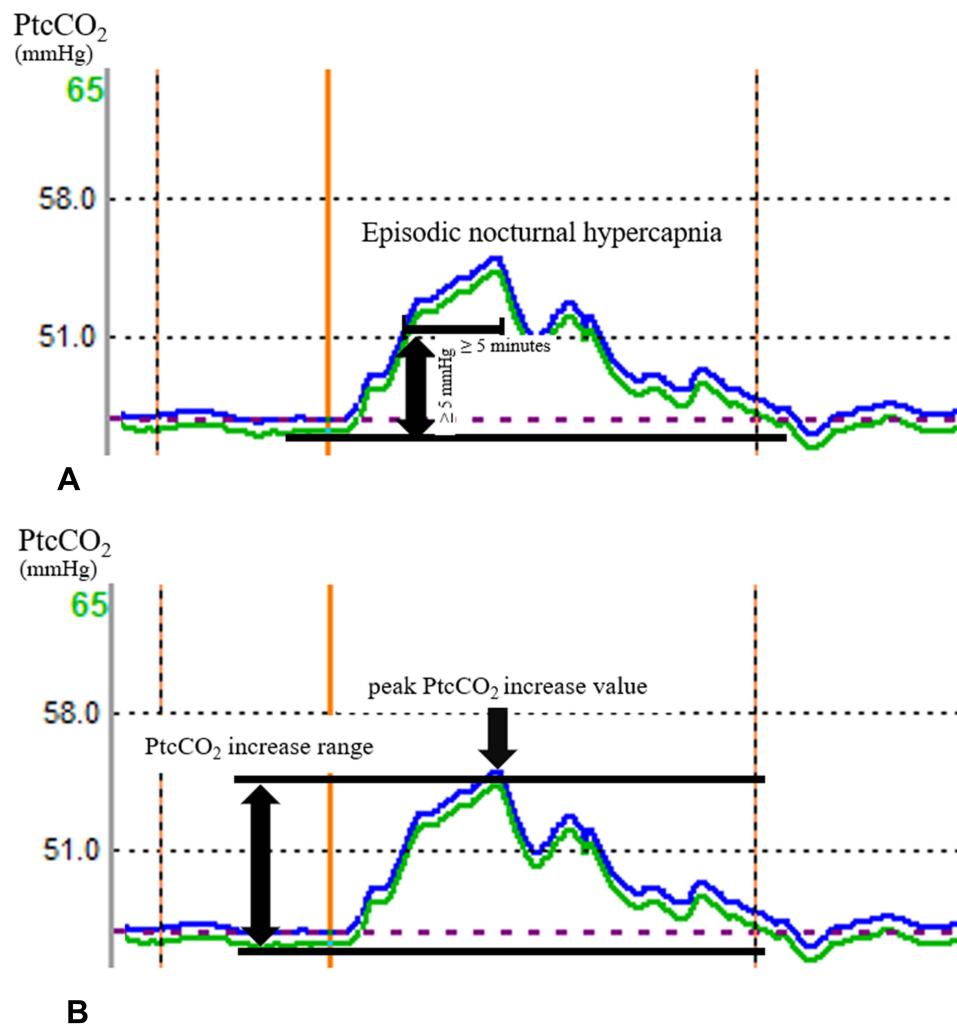 PtcCO₂
(mmHg)
65
58.0
Episodic nocturnal hypercapnia
51.0
≥ 5 minutes
≥ 5 mmHg
A
PtcCO₂
(mmHg)
65
peak PtcCO₂ increase value
58.0
PtcCO₂ increase range
51.0
B